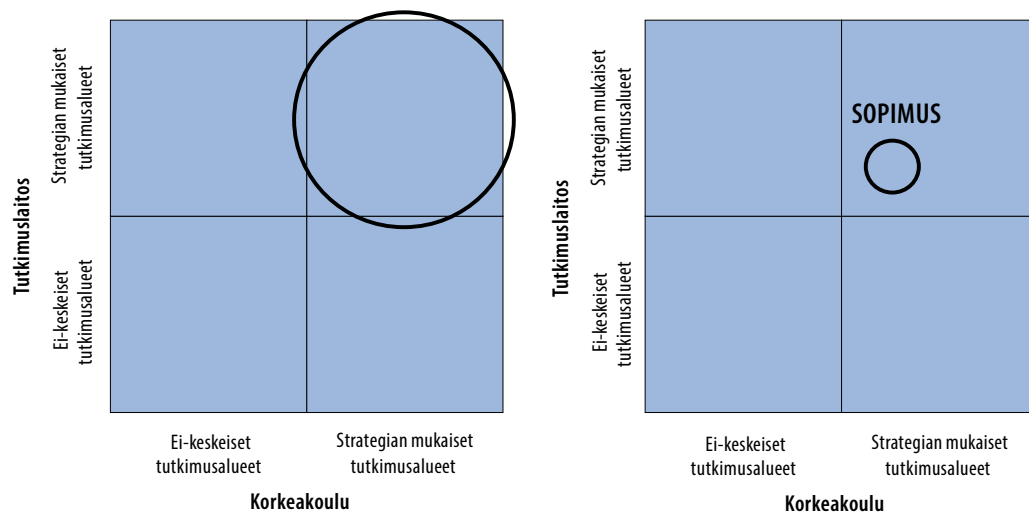 Tutkimuslaitos
Strategian mukaiset
tutkimusalueet
Ei-keskeiset
tutkimusalueet
Ei-keskeiset
tutkimusalueet
Strategian mukaiset
tutkimusalueet
Korkeakoulu
Tutkimuslaitos
Strategian mukaiset
tutkimusalueet
Ei-keskeiset
tutkimusalueet
SOPIMUS
Ei-keskeiset
tutkimusalueet
Strategian mukaiset
tutkimusalueet
Korkeakoulu